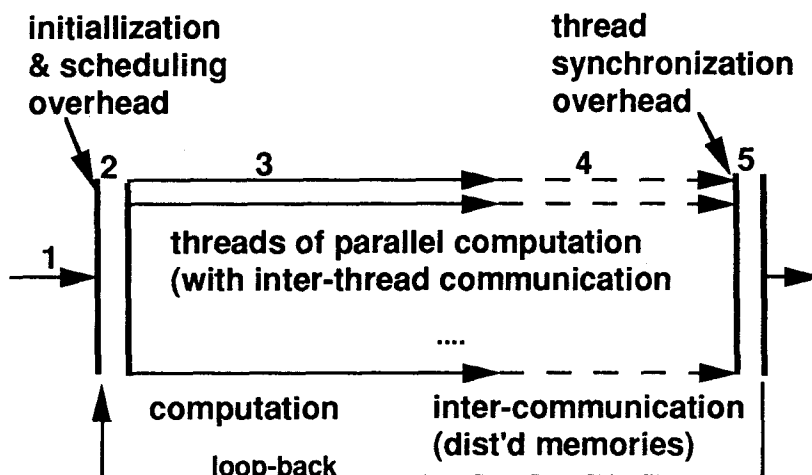 initiallization
& scheduling
overhead
thread
synchronization
overhead
2
3
4
5
1
threads of parallel computation
(with inter-thread communication
....
computation
inter-communication
(dist'd memories)
loop-back